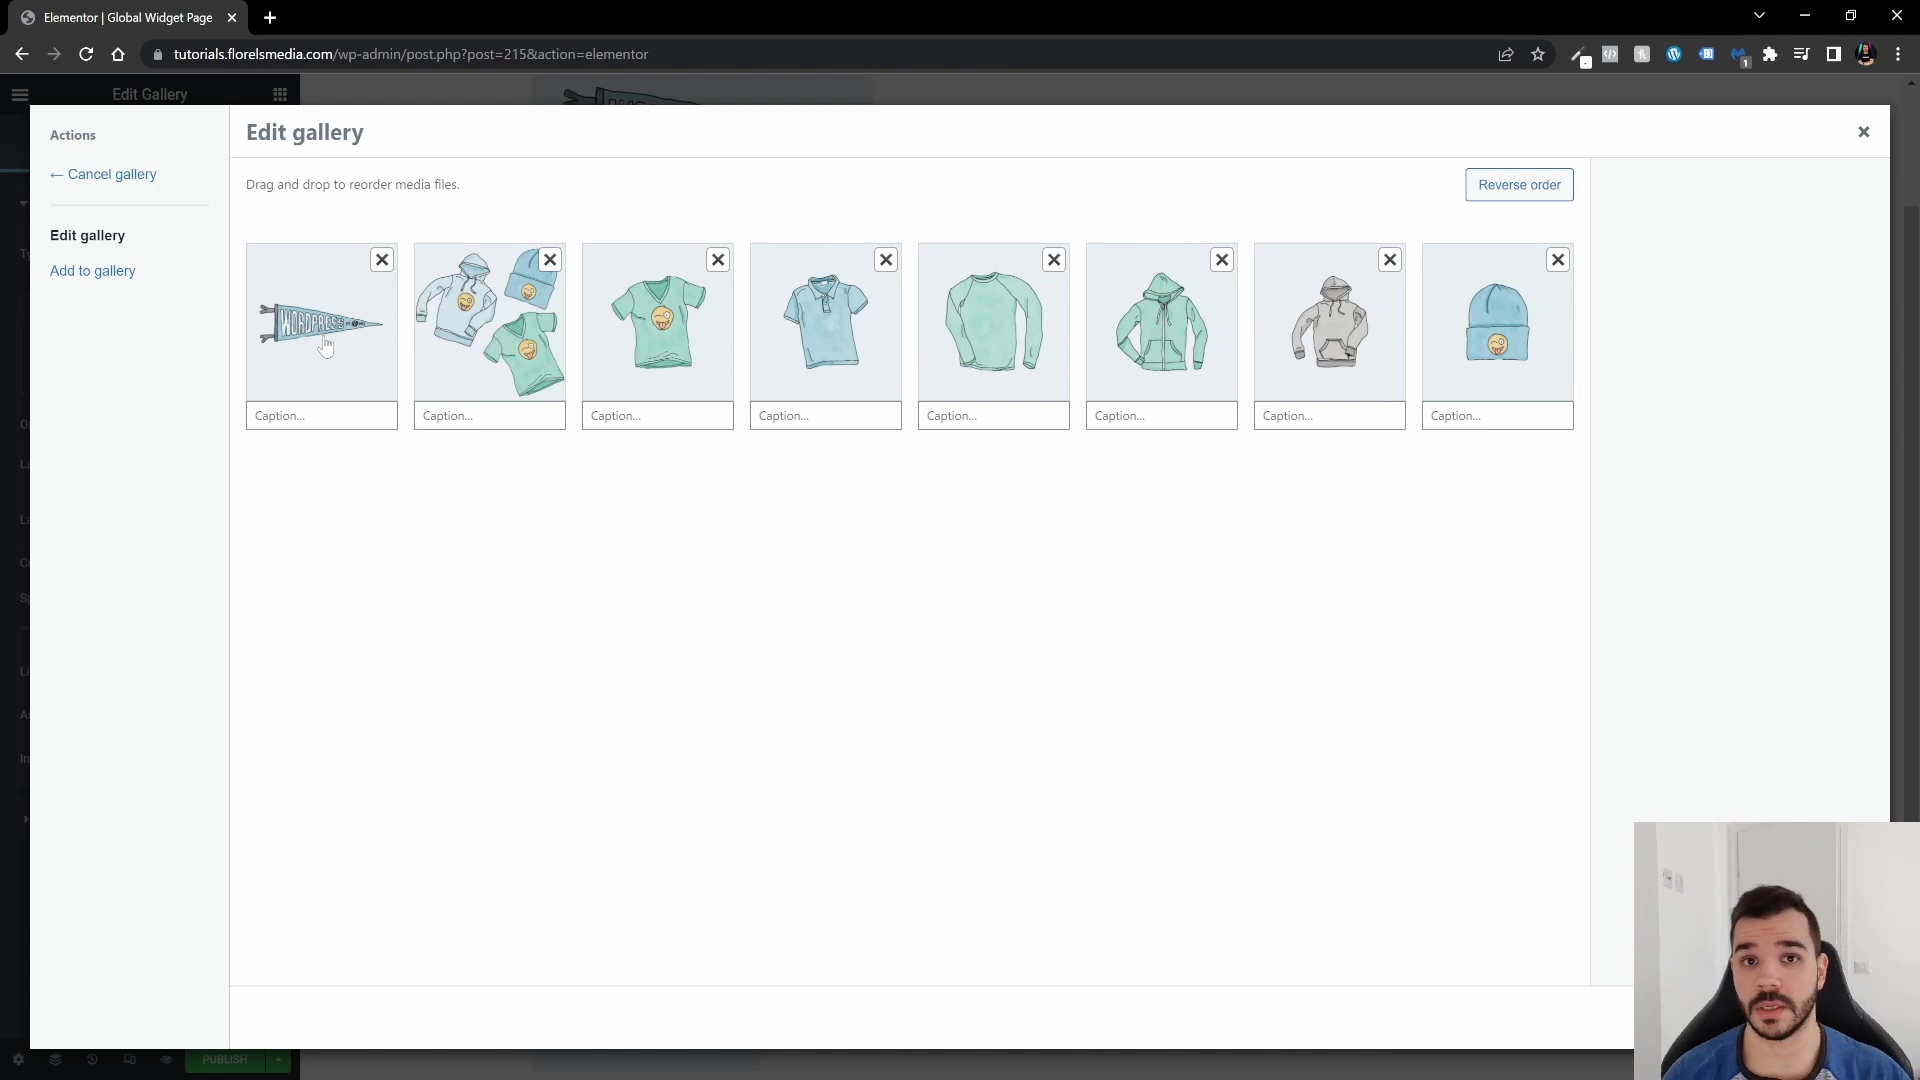 Elementor | Global Widget Page
tutorials.florelsmedia.com/wp-admin/post.php?post=215&action=elementor
1
Edit Gallery
Actions
← Cancel gallery
Edit gallery
Add to gallery
Edit gallery
Drag and drop to reorder media files.
Reverse order
WORDPRESS
Caption...
Caption...
Caption...
Caption...
Caption...
Caption...
Caption...
Caption...
PUBLISH